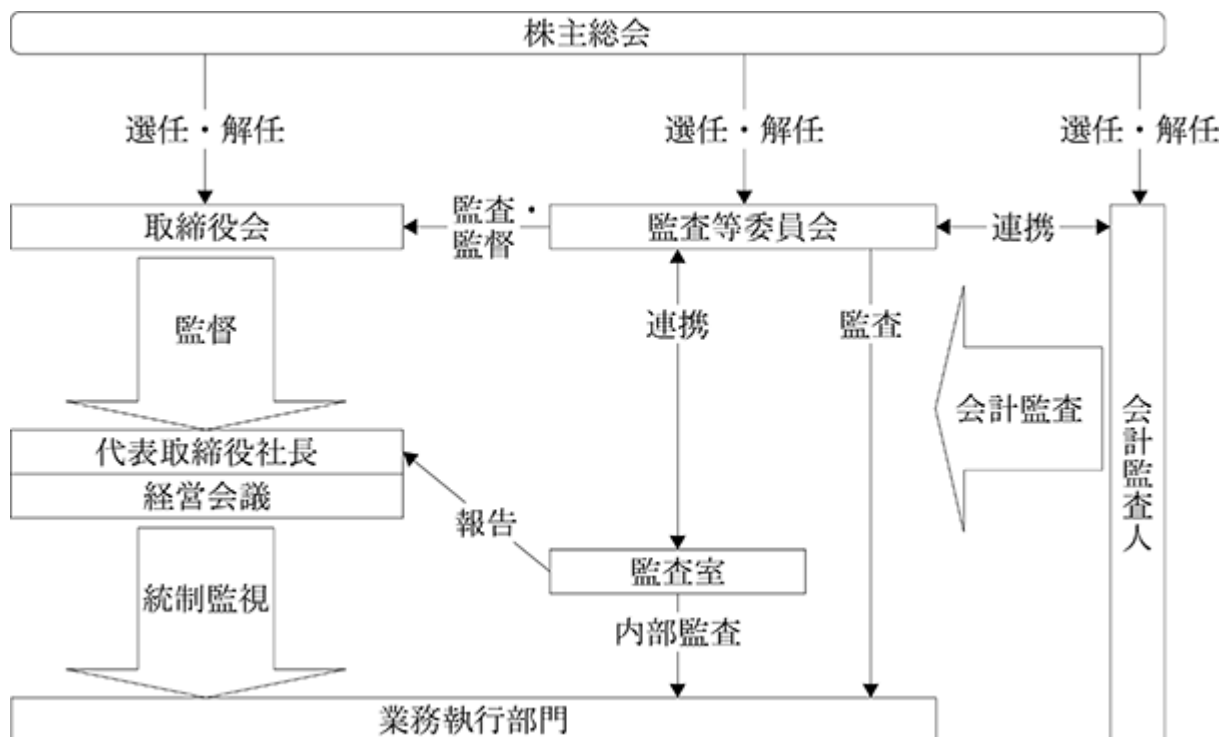 株主総会
選任・解任
選任・解任
選任・解任
取締役会
監査・
監督
監査等委員会
連携
監督
連携
監査
会計監査
会計監査人
代表取締役社長
経営会議
報告
監査室
統制監視
内部監査
業務執行部門